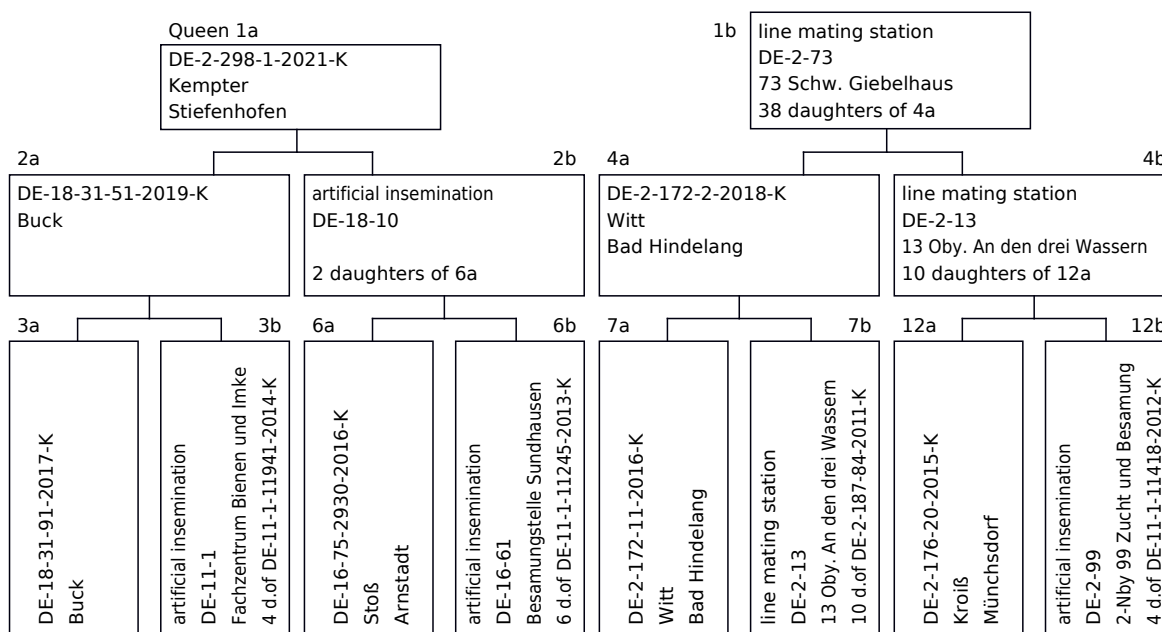 Queen 1a
DE-2-298-1-2021-K
Kempter
Stiefenhofen
1b
line mating station
DE-2-73
73 Schw. Giebelhaus
38 daughters of 4a
2a
DE-18-31-51-2019-K
Buck
2b
artificial insemination
DE-18-10
2 daughters of 6a
4a
DE-2-172-2-2018-K
Witt
Bad Hindelang
4b
line mating station
DE-2-13
13 Oby. An den drei Wassern
10 daughters of 12a
3a
DE-18-31-91-2017-K
Buck
3b
artificial insemination
DE-11-1
Fachzentrum Bienen und Imke
4 d.of DE-11-1-11941-2014-K
6a
DE-16-75-2930-2016-K
Stoß
Arnstadt
6b
artificial insemination
DE-16-61
Besamungstelle Sundhausen
6 d.of DE-11-1-11245-2013-K
7a
DE-2-172-11-2016-K
Witt
Bad Hindelang
7b
line mating station
DE-2-13
13 Oby. An den drei Wassern
10 d.of DE-2-187-84-2011-K
12a
DE-2-176-20-2015-K
Kroiß
Münchsdorf
12b
artificial insemination
DE-2-99
2-Nby 99 Zucht und Besamung
4 d.of DE-11-1-11418-2012-K